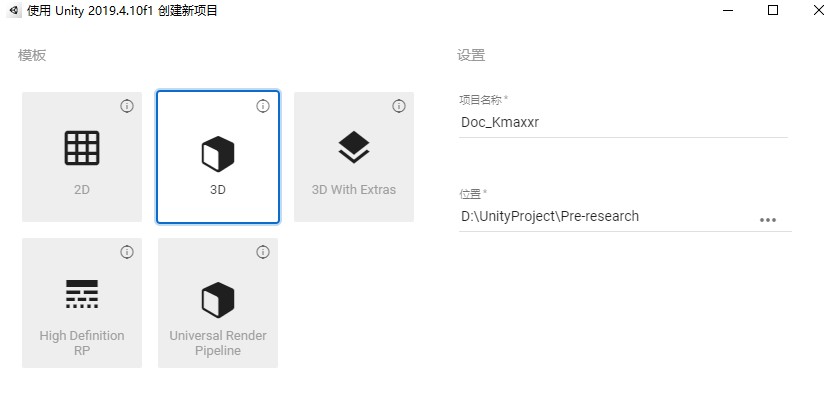 使用 Unity 2019.4.10f1 创建新项目
模板
2D
3D
3D With Extras
High Definition
RP
Universal Render
Pipeline
设置
项目名称 *
Doc_Kmaxxr
位置 *
D:\UnityProject\Pre-research